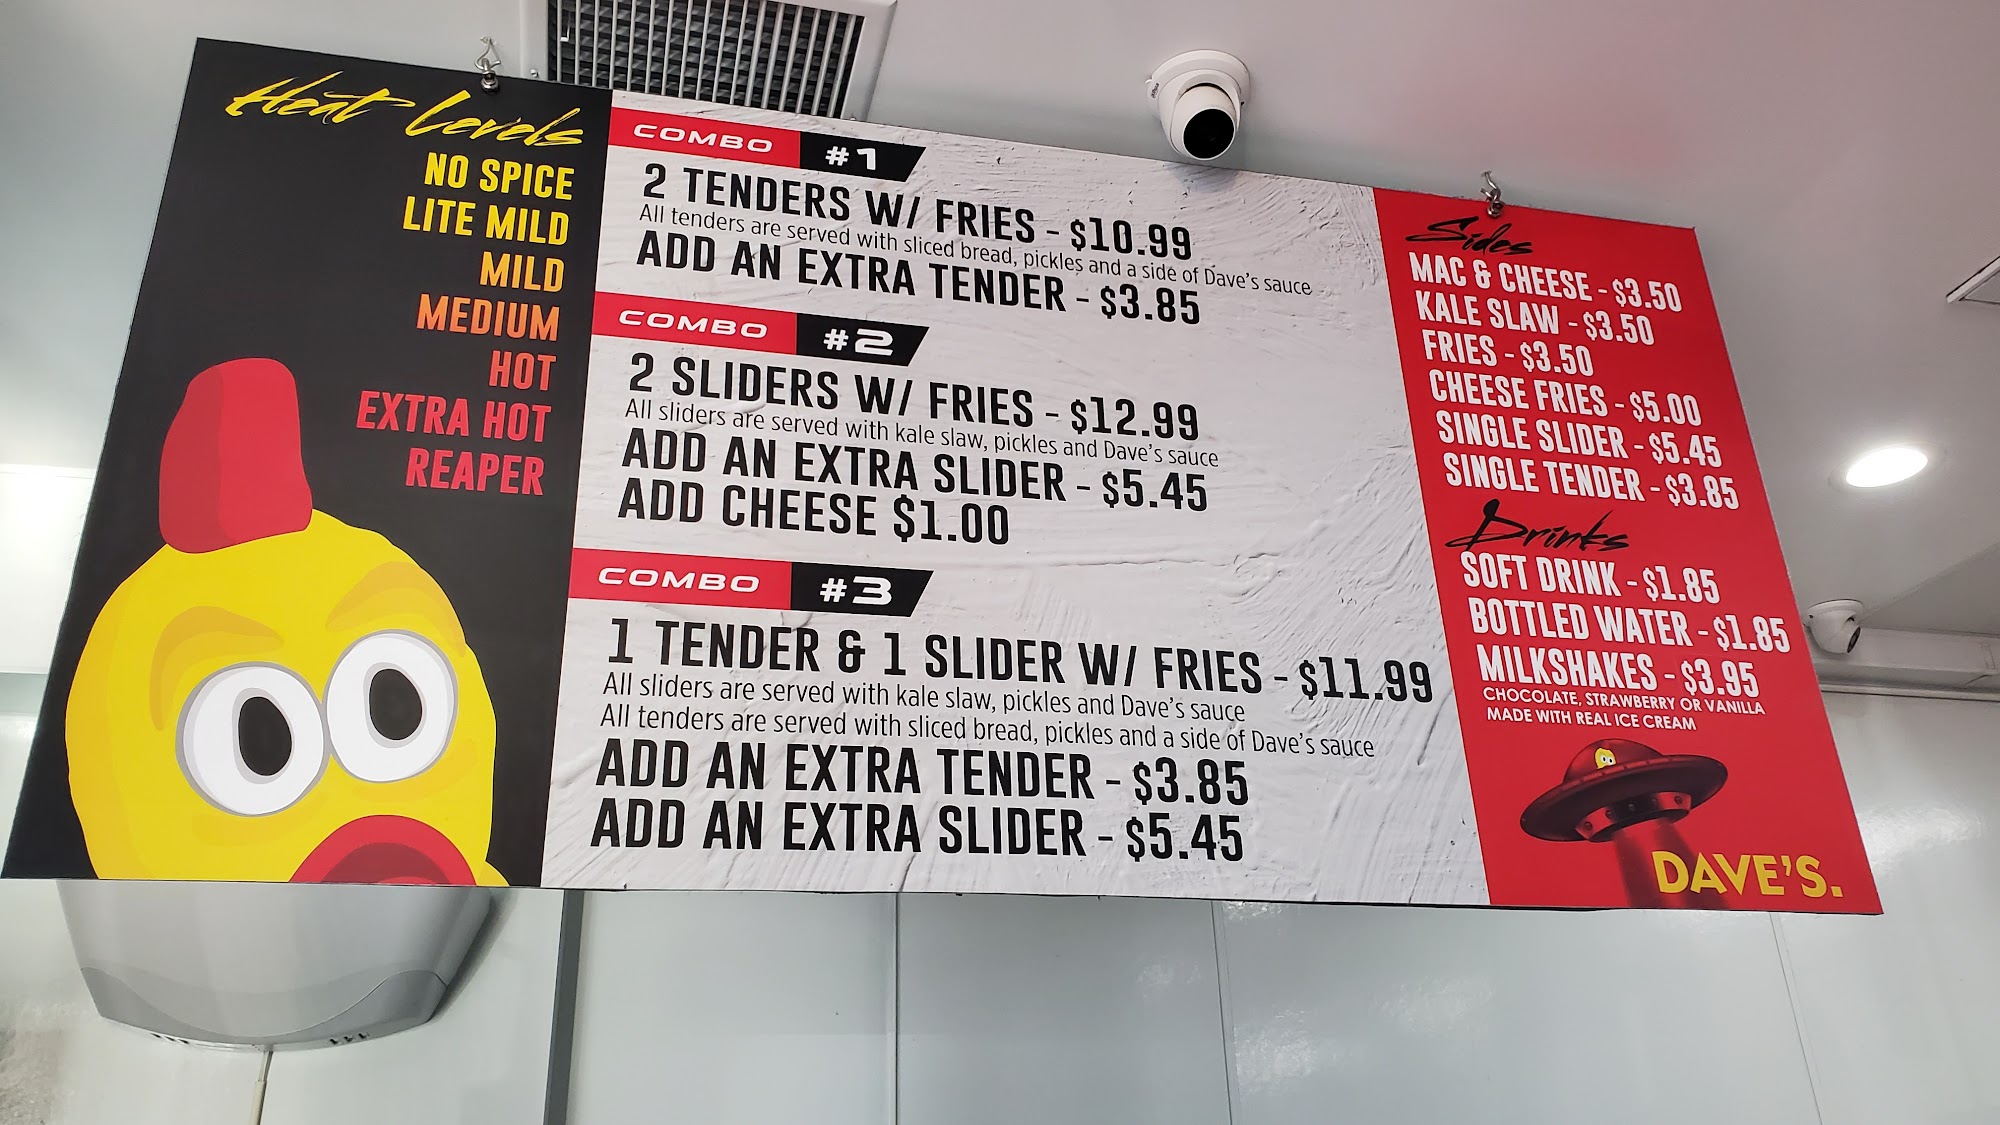 Heat Levels
NO SPICE
LITE MILD
MILD
MEDIUM
HOT
EXTRA HOT
REAPER
COMBO #1
2 TENDERS W/ FRIES - $10.99
All tenders are served with sliced bread, pickles and a side of Dave's sauce
ADD AN EXTRA TENDER - $3.85
COMBO #2
2 SLIDERS W/ FRIES - $12.99
All sliders are served with kale slaw, pickles and Dave's sauce
ADD AN EXTRA SLIDER - $5.45
ADD CHEESE $1.00
COMBO #3
1 TENDER & 1 SLIDER W/ FRIES - $11.99
All sliders are served with kale slaw, pickles and Dave's sauce
All tenders are served with sliced bread, pickles and a side of Dave's sauce
ADD AN EXTRA TENDER - $3.85
ADD AN EXTRA SLIDER - $5.45
Sides
MAC & CHEESE - $3.50
KALE SLAW - $3.50
FRIES - $3.50
CHEESE FRIES - $5.00
SINGLE SLIDER - $5.45
SINGLE TENDER - $3.85
Drinks
SOFT DRINK - $1.85
BOTTLED WATER - $1.85
MILKSHAKES - $3.95
CHOCOLATE, STRAWBERRY OR VANILLA
MADE WITH REAL ICE CREAM
DAVE'S.